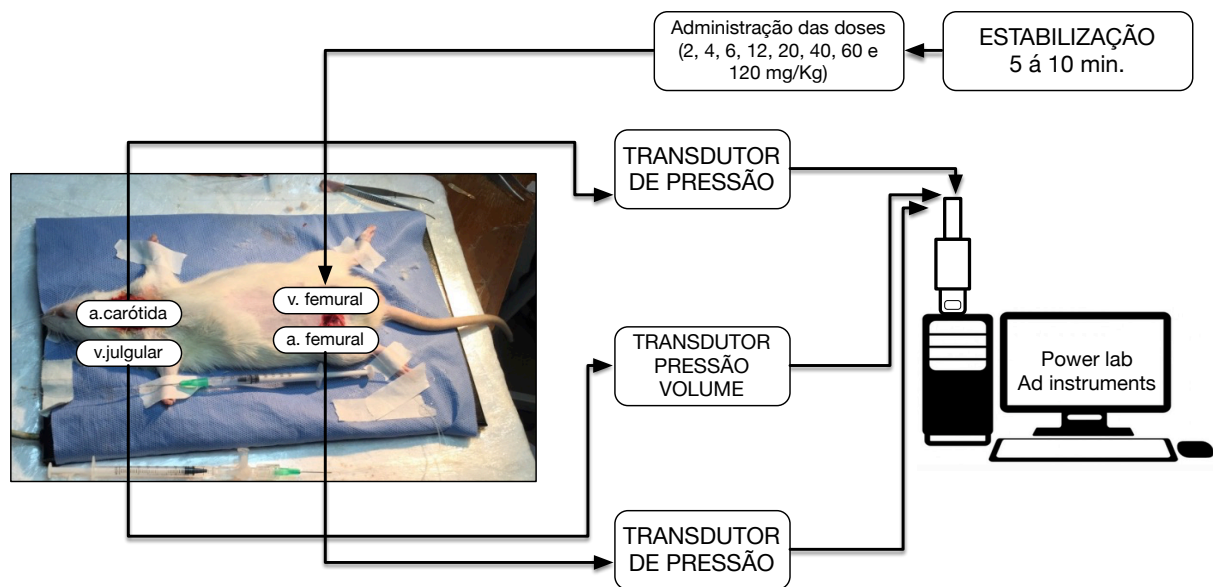 Administração das doses
(2, 4, 6, 12, 20, 40, 60 e
120 mg/Kg)
ESTABILIZAÇÃO
5 á 10 min.
TRANSDUTOR
DE PRESSÃO
a.carótida
v.julgular
v. femural
a. femural
TRANSDUTOR
PRESSÃO
VOLUME
Power lab
Ad instruments
TRANSDUTOR
DE PRESSÃO